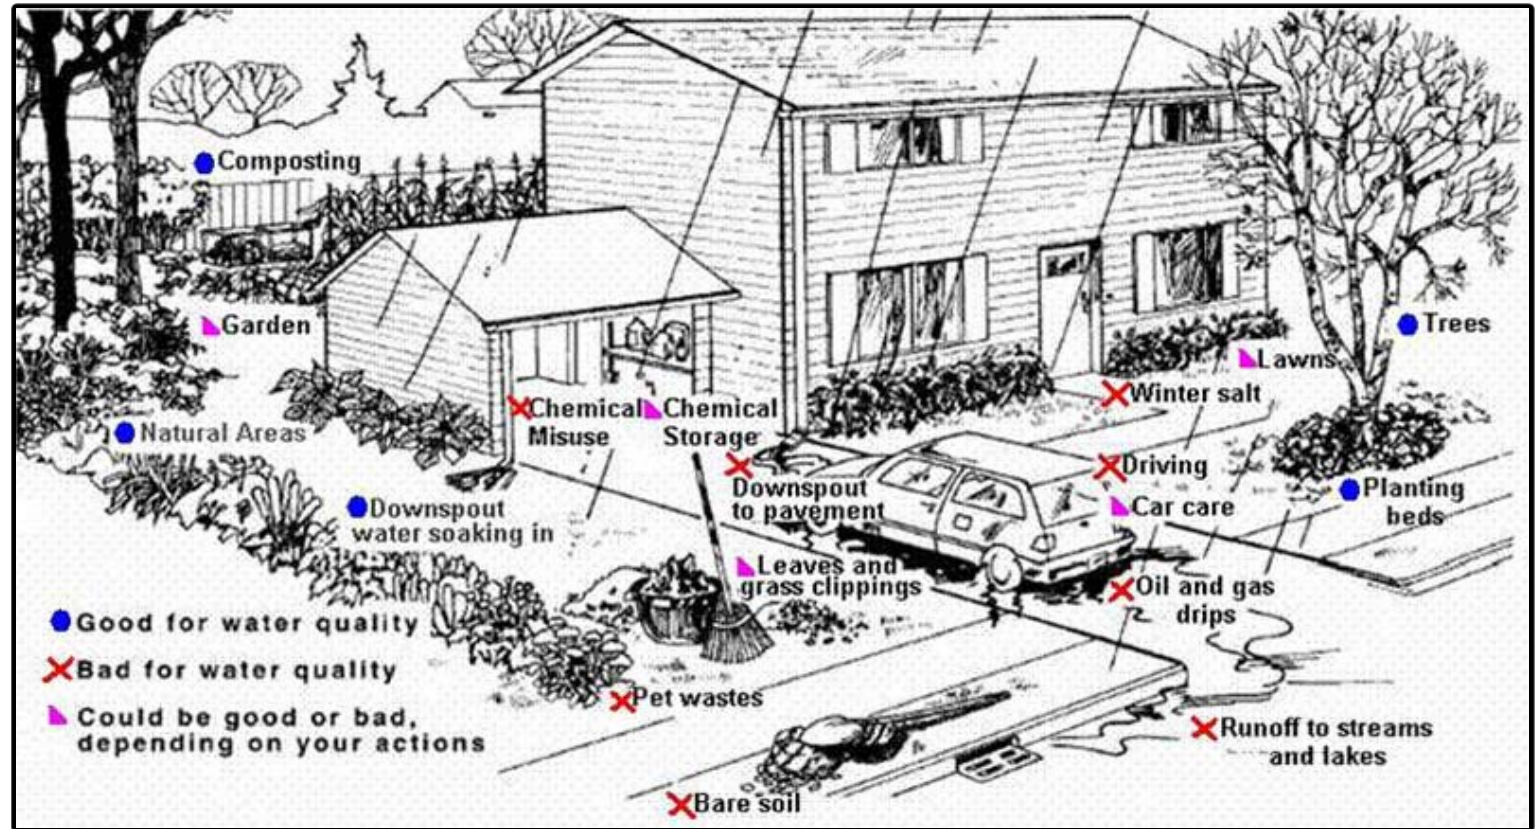 Composting
Garden
Trees
Lawns
Winter salt
Chemical
Misuse
Chemical
Storage
Natural Areas
Driving
Downspout
to pavement
Planting
beds
Car care
Downspout
water soaking in
Leaves and
grass clippings
Oil and gas
drips
Good for water quality
Bad for water quality
Could be good or bad,
depending on your actions
Pet wastes
Runoff to streams
and lakes
Bare soil